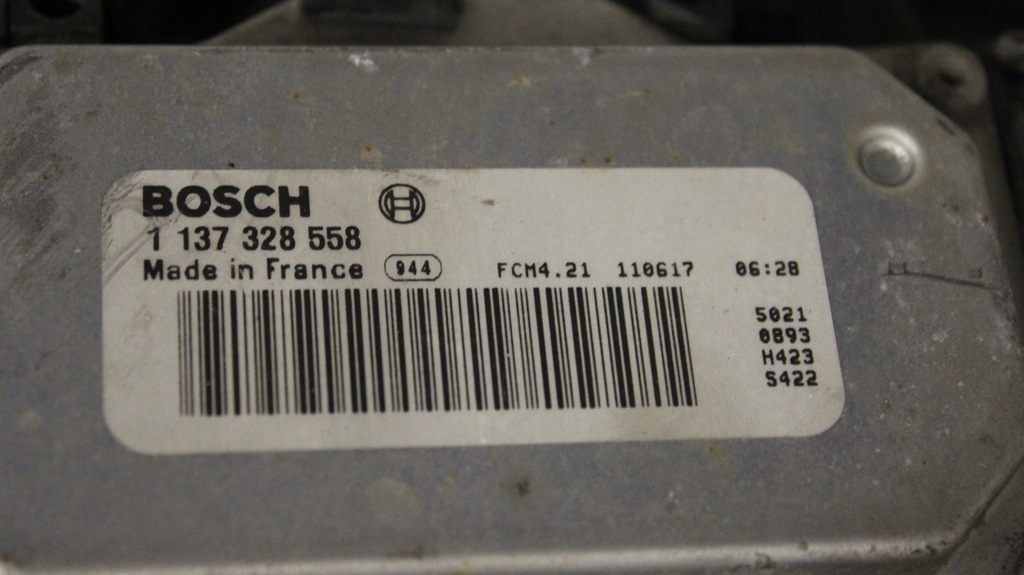 BOSCH
1 137 328 558
Made in France 944 FCM4.21 110617 06:28
5021
0893
H423
S422